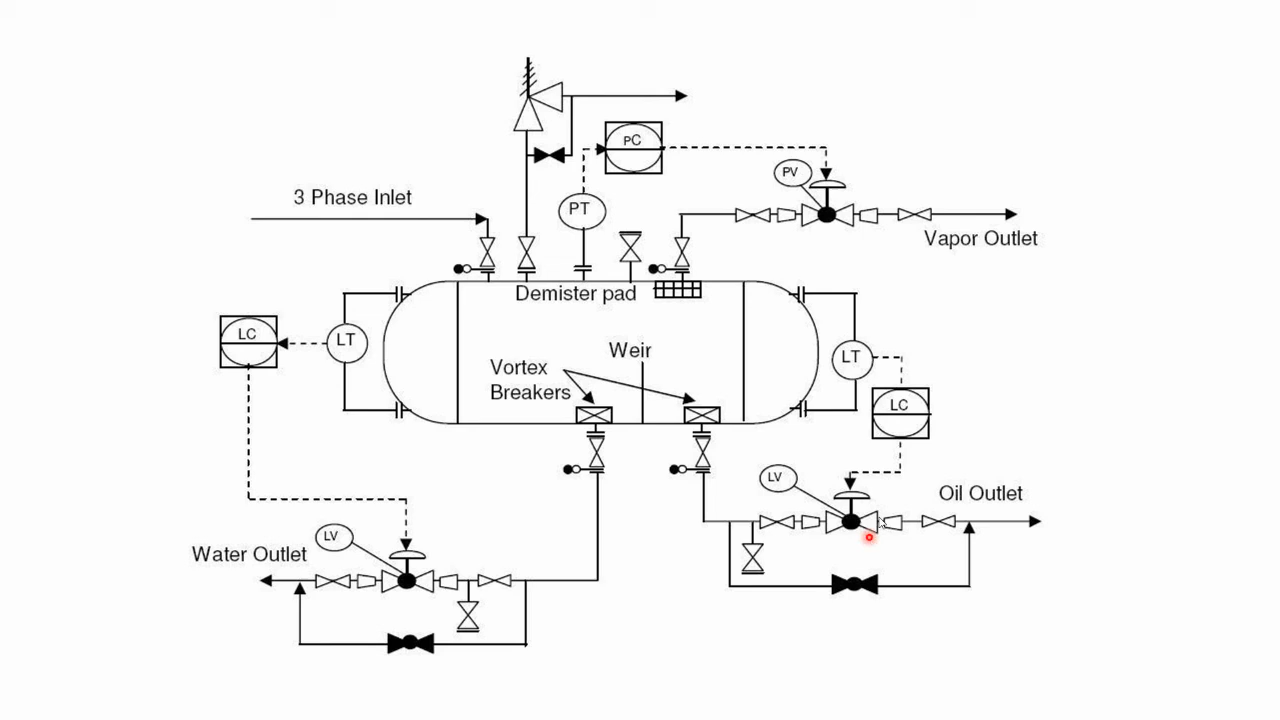 PC
PV
3 Phase Inlet
PT
Vapor Outlet
Demister pad
LC
LT
Weir
LT
Vortex
Breakers
LC
LV
Oil Outlet
LV
Water Outlet